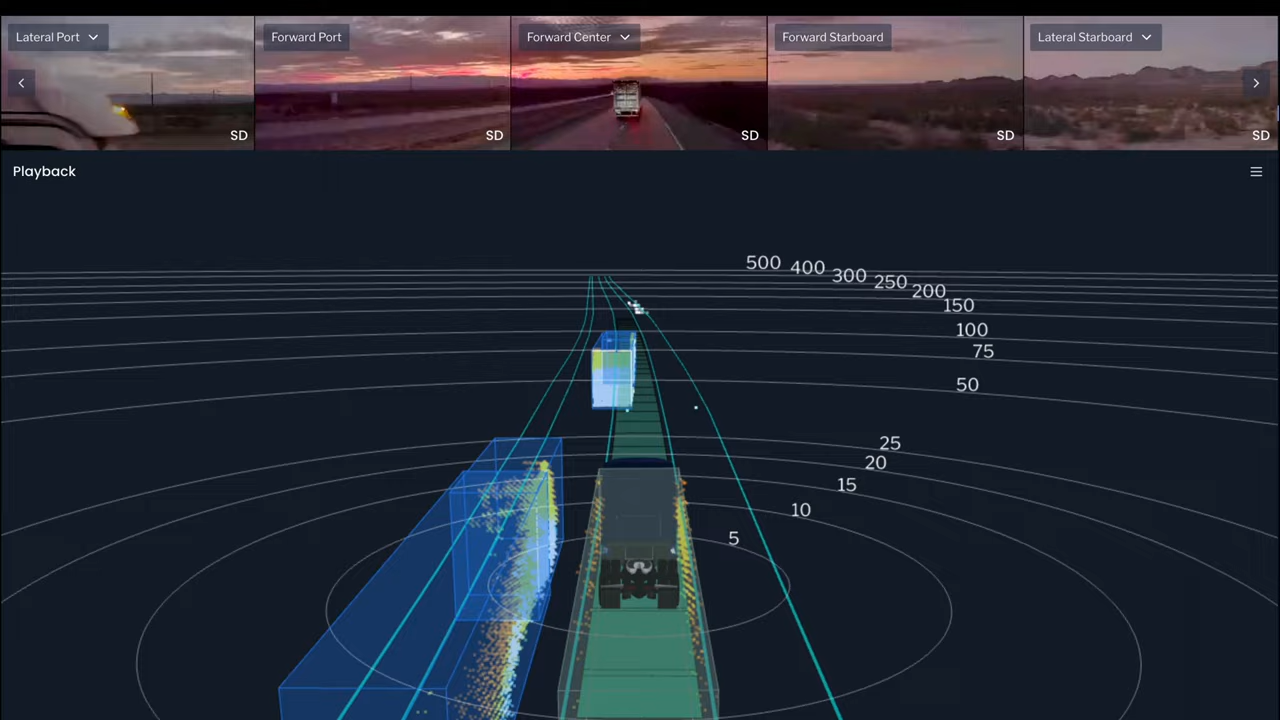 Lateral Port
Forward Port
Forward Center
Forward Starboard
Lateral Starboard
SD
SD
SD
SD
SD
Playback
500
400
300
250
200
150
100
75
50
25
20
15
10
5